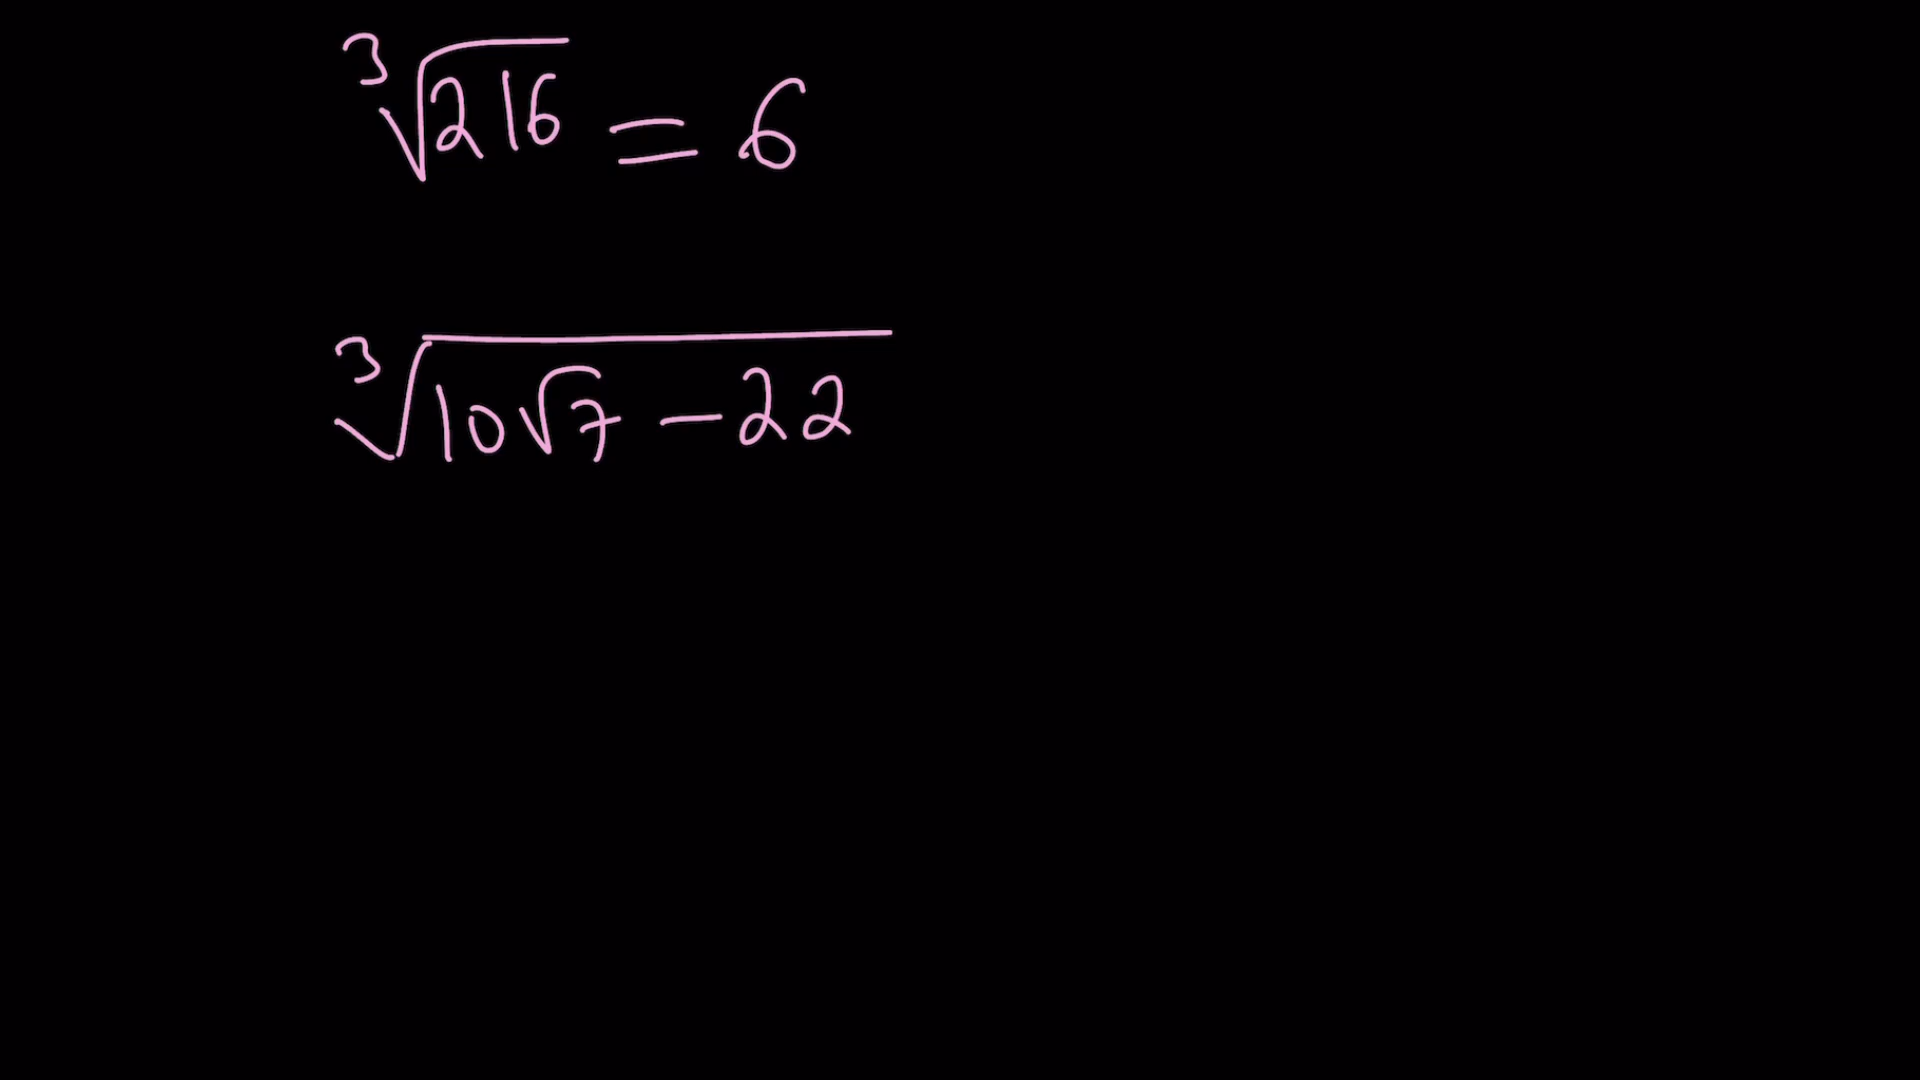 ∛216 = 6
∛(10√7 - 22)